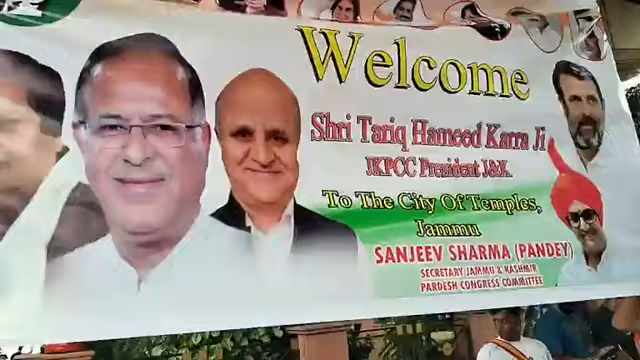 Welcome
Shri Tariq Hameed Karra Ji
JKPCC President J&K
To The City Of Temples,
Jammu
SANJEEV SHARMA (PANDEY)
SECRETARY JAMMU & KASHMIR
PARDESH CONGRESS COMMITTEE